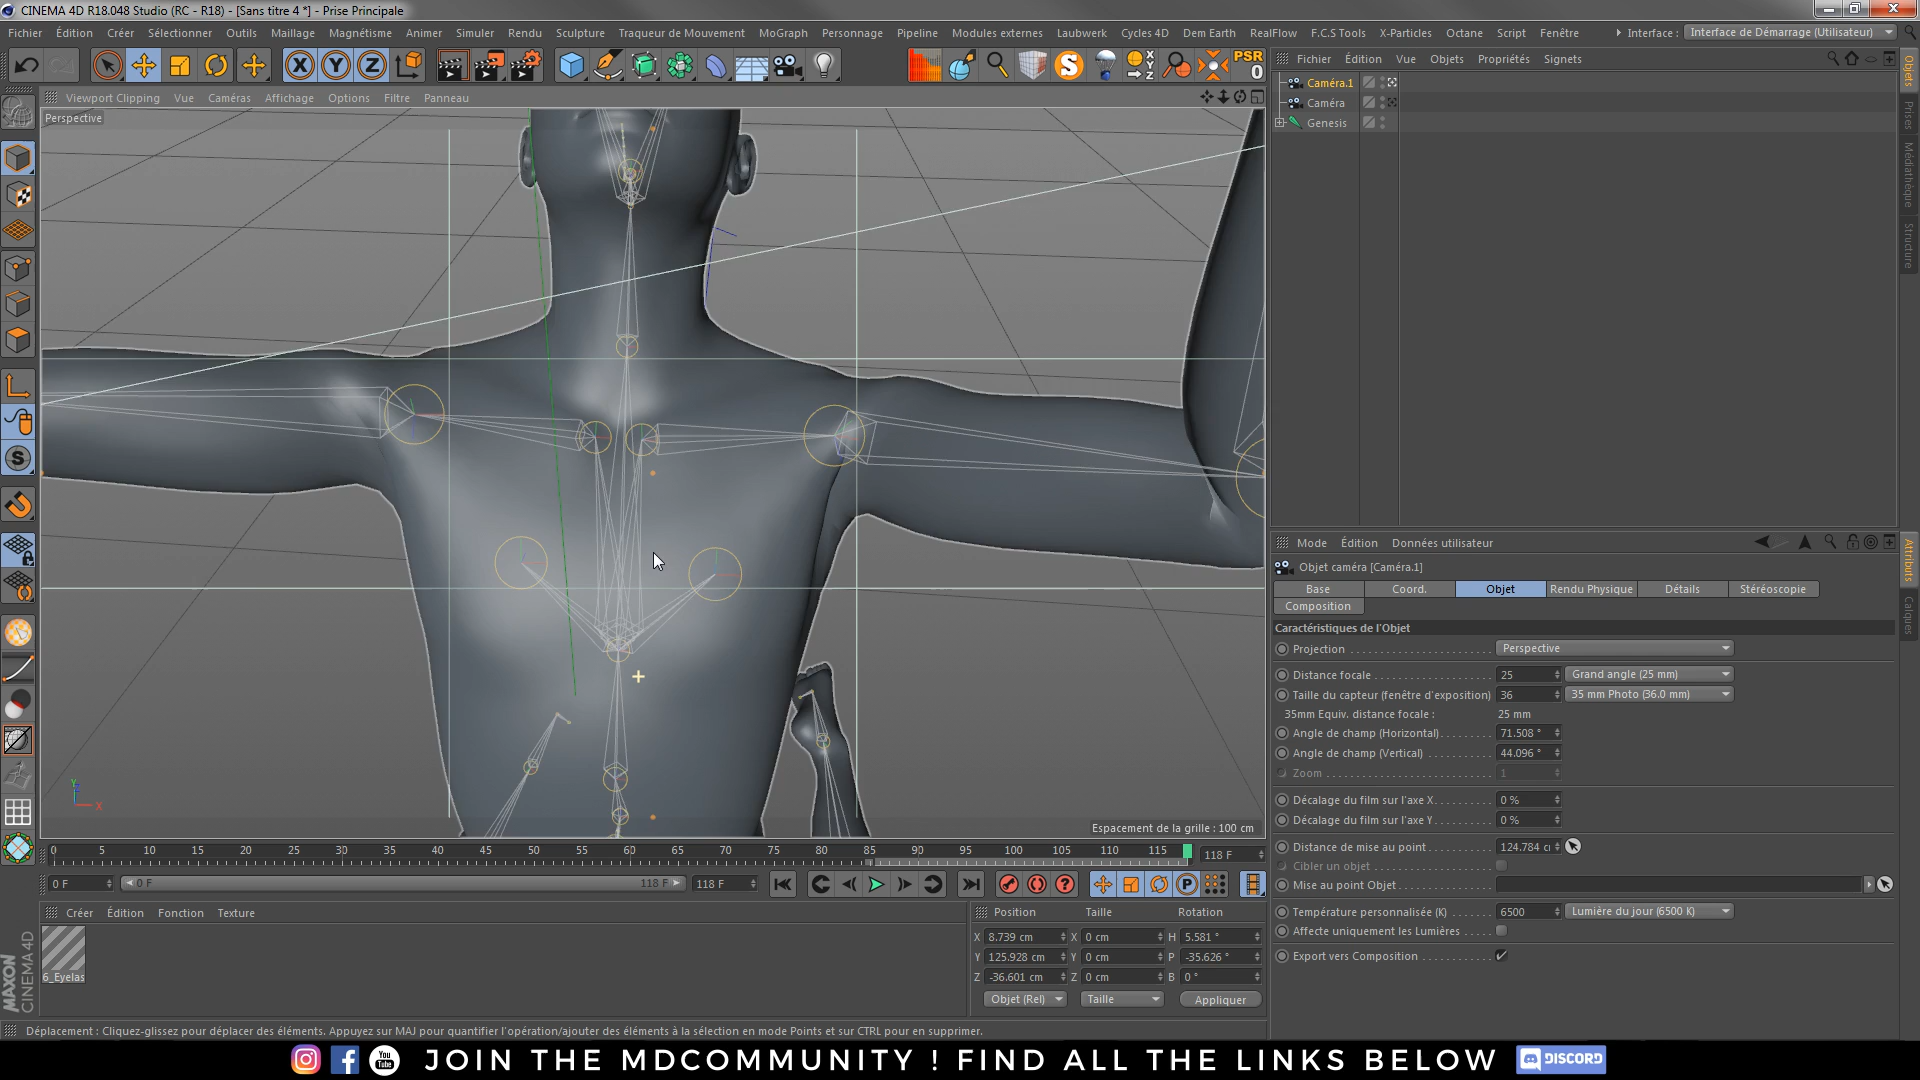 CINEMA 4D R18.048 Studio (RC - R18) - [Sans titre 4 *] - Prise Principale
Fichier Édition Créer Sélectionner Outils Maillage Magnétisme Animer Simuler Rendu Sculpture Traqueur de Mouvement MoGraph Personnage Pipeline Modules externes Laubwerk Cycles 4D Dem Earth RealFlow F.C.S Tools X-Particles Octane Script Fenêtre Interface : Interface de Démarrage (Utilisateur)
X Y Z PSR 0
Fichier Édition Vue Objets Propriétés Signets
Viewport Clipping Vue Caméras Affichage Options Filtre Panneau
Perspective
Caméra.1
Caméra
Genesis
Objets
Prises
Médiathèque
Structure
Mode Édition Données utilisateur
Objet caméra [Caméra.1]
Base Coord. Objet Rendu Physique Détails Stéréoscopie
Composition
Caractéristiques de l'Objet
Projection Perspective
Distance focale 25 Grand angle (25 mm)
Taille du capteur (fenêtre d'exposition) 36 35 mm Photo (36.0 mm)
35mm Equiv. distance focale : 25 mm
Angle de champ (Horizontal) 71.508 °
Angle de champ (Vertical) 44.096 °
Zoom 1
Décalage du film sur l'axe X 0 %
Décalage du film sur l'axe Y 0 %
Distance de mise au point 124.784 c
Cibler un objet
Mise au point Objet
Température personnalisée (K) 6500 Lumière du jour (6500 K)
Affecte uniquement les Lumières
Export vers Composition
Attributs
Calques
Y
X
Espacement de la grille : 100 cm
0 5 10 15 20 25 30 35 40 45 50 55 60 65 70 75 80 85 90 95 100 105 110 115 118 F
0 F 0 F 118 F 118 F
Créer Édition Fonction Texture
6_Eyelas
MAXON
CINEMA 4D
Position Taille Rotation
X 8.739 cm X 0 cm H 5.581 °
Y 125.928 cm Y 0 cm P -35.626 °
Z -36.601 cm Z 0 cm B 0 °
Objet (Rel) Taille Appliquer
Déplacement : Cliquez-glissez pour déplacer des éléments. Appuyez sur MAJ pour quantifier l'opération/ajouter des éléments à la sélection en mode Points et sur CTRL pour en supprimer.
You Tube JOIN THE MDCOMMUNITY ! FIND ALL THE LINKS BELOW DISCORD